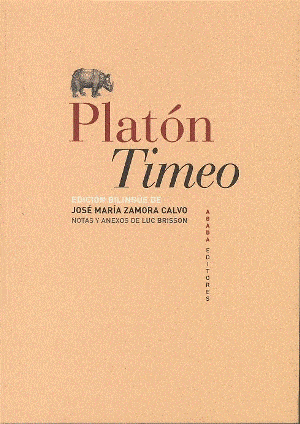 Platón
Timeo
EDICIÓN BILINGÜE DE
JOSÉ MARÍA ZAMORA CALVO
NOTAS Y ANEXOS DE LUC BRISSON
ABADA EDITORES